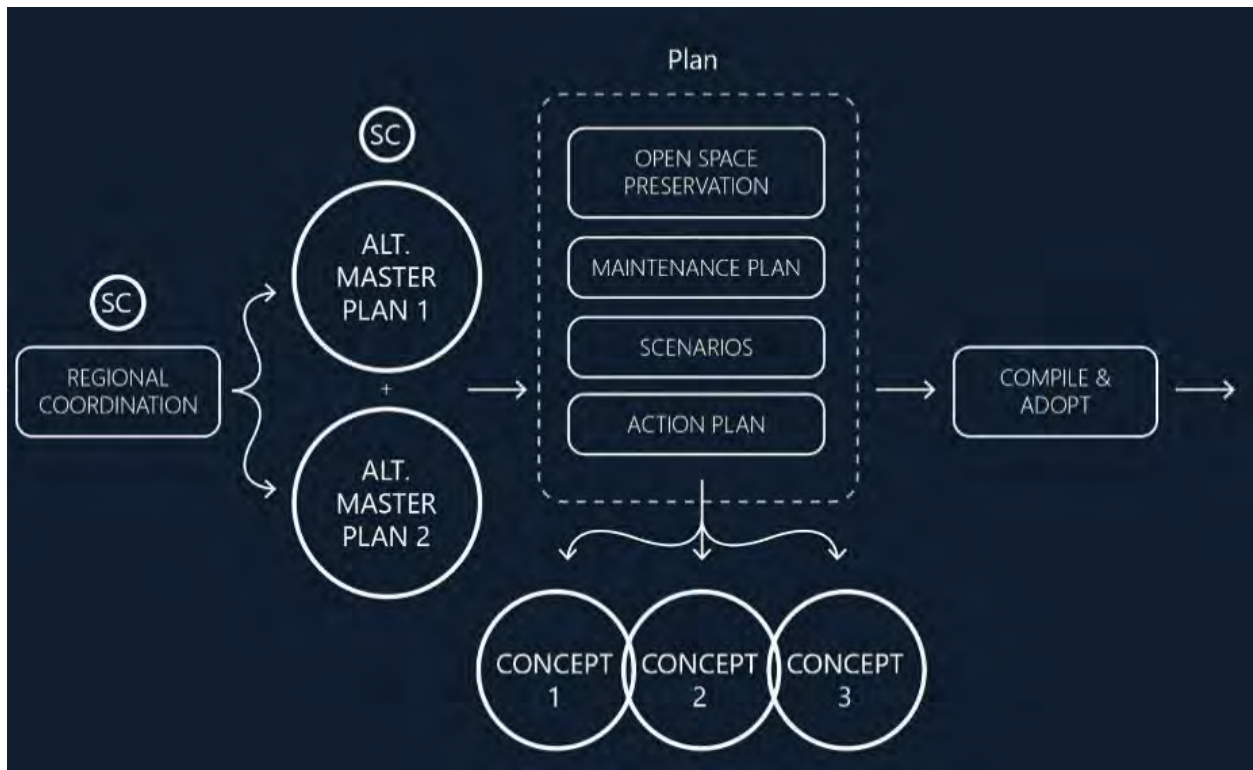 Plan
SC
OPEN SPACE
PRESERVATION
ALT.
MASTER
PLAN 1
MAINTENANCE PLAN
SC
SCENARIOS
REGIONAL
COORDINATION
+
COMPILE &
ADOPT
ACTION PLAN
ALT.
MASTER
PLAN 2
CONCEPT
1
CONCEPT
2
CONCEPT
3